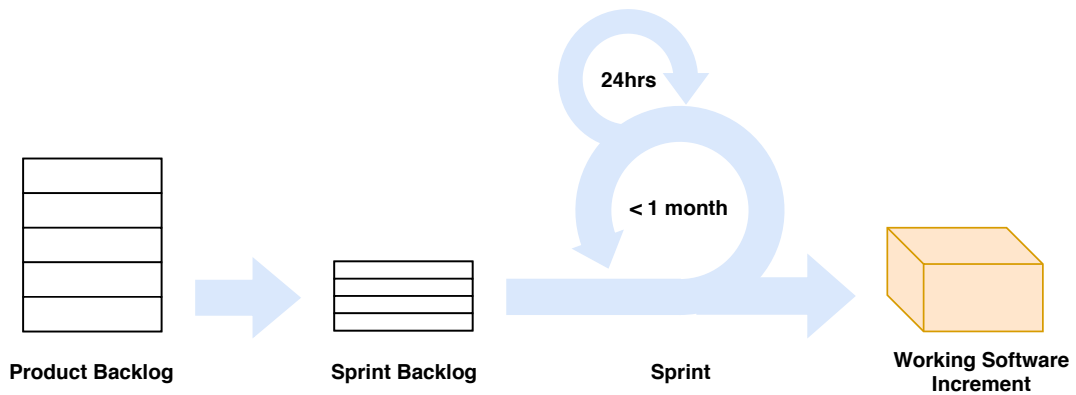 24hrs
< 1 month
Product Backlog
Sprint Backlog
Sprint
Working Software
Increment